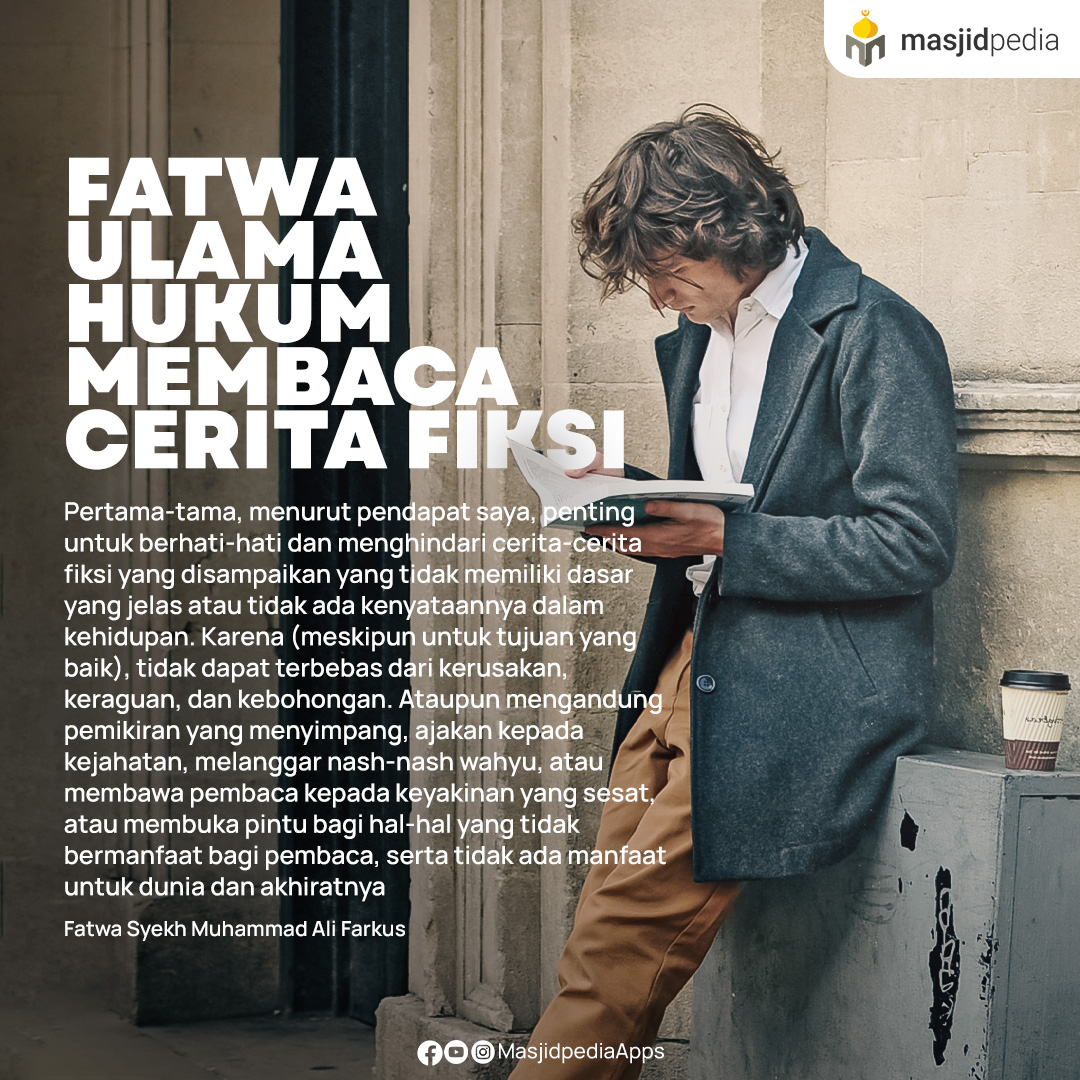 masjidpedia
FATWA
ULAMA
HUKUM
MEMBACA
CERITA FIKSI
Pertama-tama, menurut pendapat saya, penting
untuk berhati-hati dan menghindari cerita-cerita
fiksi yang disampaikan yang tidak memiliki dasar
yang jelas atau tidak ada kenyataannya dalam
kehidupan. Karena (meskipun untuk tujuan yang
baik), tidak dapat terbebas dari kerusakan,
keraguan, dan kebohongan. Ataupun mengandung
pemikiran yang menyimpang, ajakan kepada
kejahatan, melanggar nash-nash wahyu, atau
membawa pembaca kepada keyakinan yang sesat,
atau membuka pintu bagi hal-hal yang tidak
bermanfaat bagi pembaca, serta tidak ada manfaat
untuk dunia dan akhiratnya
Fatwa Syekh Muhammad Ali Farkus
MasjidpediaApps